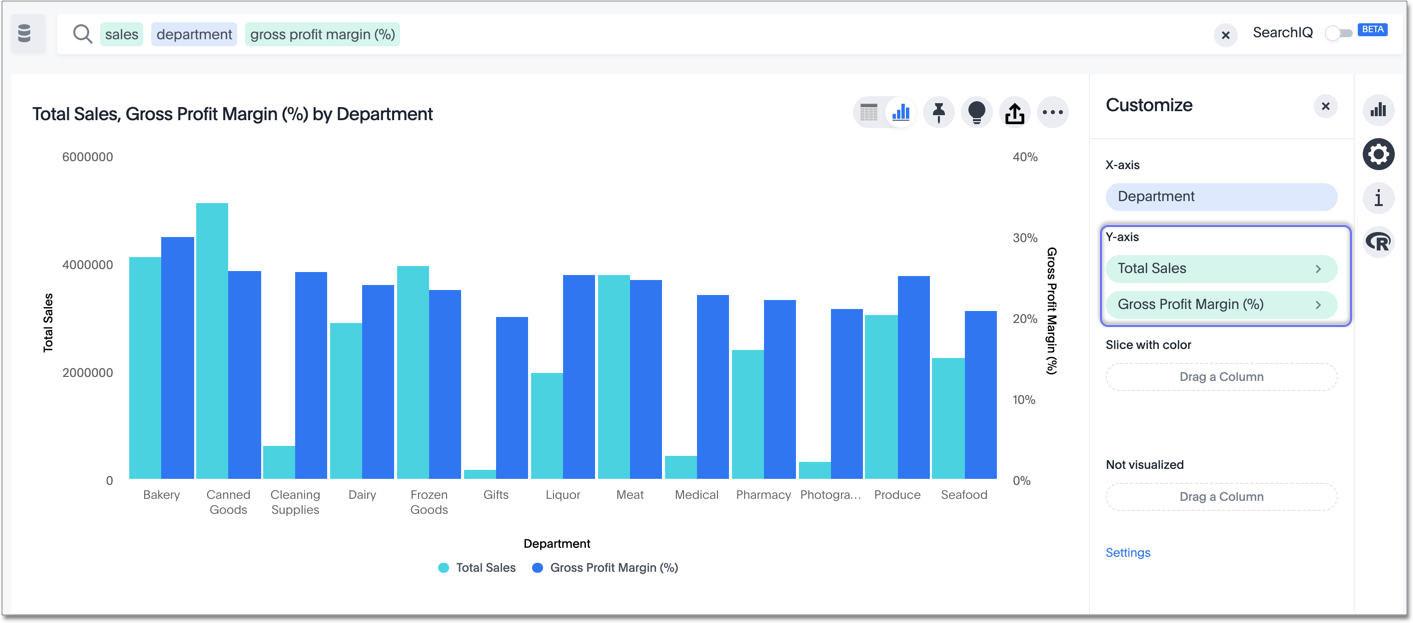 sales department gross profit margin (%)
SearchIQ BETA
Total Sales, Gross Profit Margin (%) by Department
6000000
4000000
2000000
0
Total Sales
40%
30%
20%
10%
0%
Gross Profit Margin (%)
Bakery Canned Goods Cleaning Supplies Dairy Frozen Goods Gifts Liquor Meat Medical Pharmacy Photogra... Produce Seafood
Department
Total Sales Gross Profit Margin (%)
Customize
X-axis
Department
Y-axis
Total Sales
Gross Profit Margin (%)
Slice with color
Drag a Column
Not visualized
Drag a Column
Settings
i
R